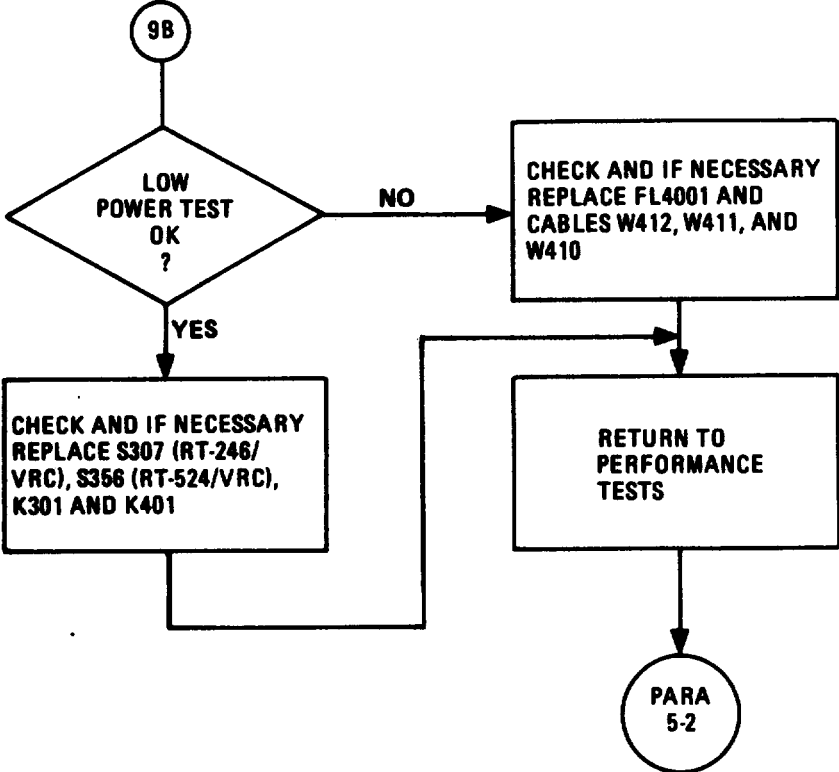 9B
LOW
POWER TEST
OK
?
NO
CHECK AND IF NECESSARY
REPLACE FL4001 AND
CABLES W412, W411, AND
W410
YES
CHECK AND IF NECESSARY
REPLACE S307 (RT-246/
VRC), S356 (RT-524/VRC),
K301 AND K401
RETURN TO
PERFORMANCE
TESTS
PARA
5-2